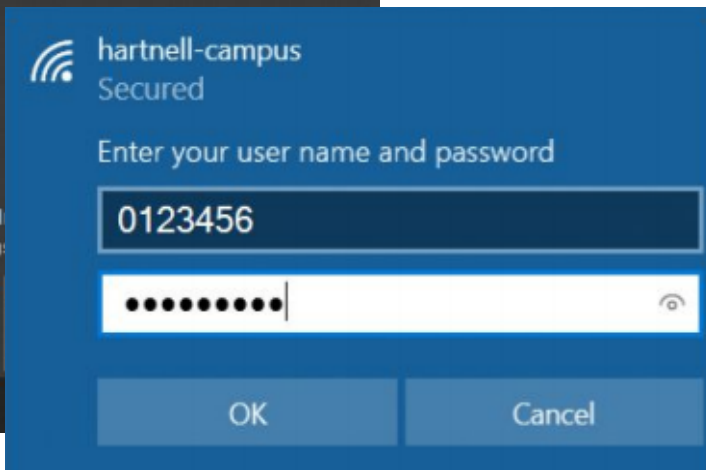 hartnell-campus
Secured
Enter your user name and password
0123456
•••••••••
OK
Cancel